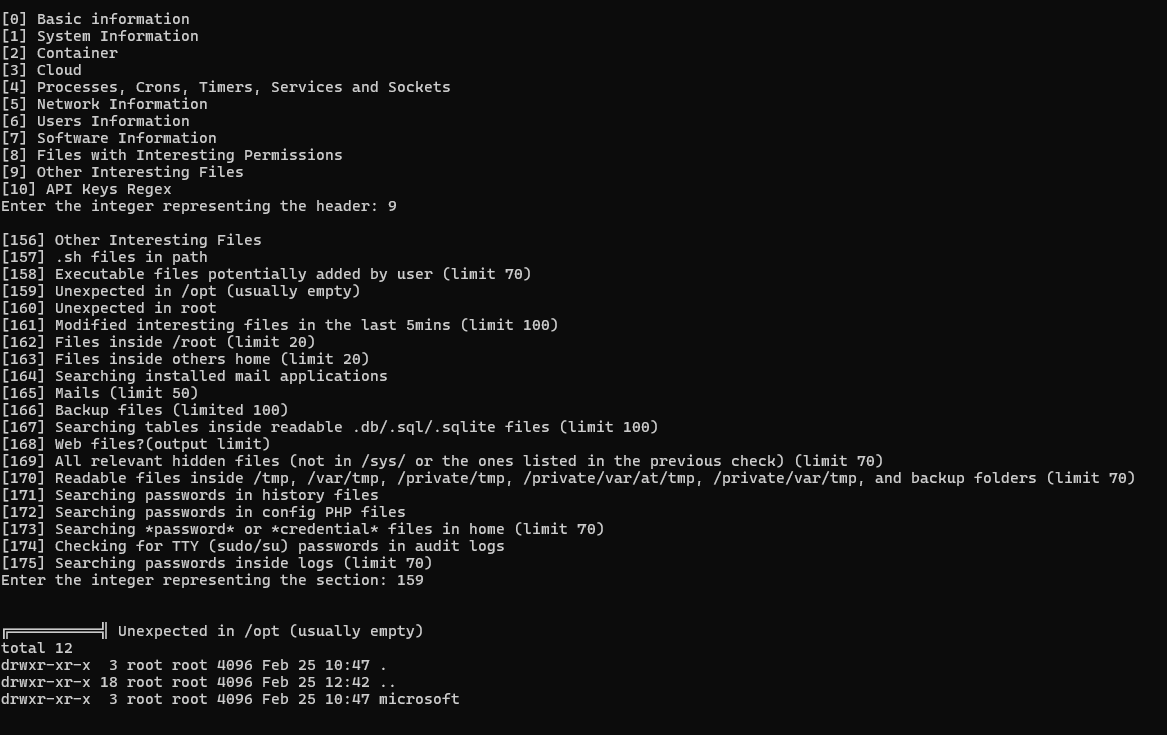 [0] Basic information
[1] System Information
[2] Container
[3] Cloud
[4] Processes, Crons, Timers, Services and Sockets
[5] Network Information
[6] Users Information
[7] Software Information
[8] Files with Interesting Permissions
[9] Other Interesting Files
[10] API Keys Regex
Enter the integer representing the header: 9
[156] Other Interesting Files
[157] .sh files in path
[158] Executable files potentially added by user (limit 70)
[159] Unexpected in /opt (usually empty)
[160] Unexpected in root
[161] Modified interesting files in the last 5mins (limit 100)
[162] Files inside /root (limit 20)
[163] Files inside others home (limit 20)
[164] Searching installed mail applications
[165] Mails (limit 50)
[166] Backup files (limited 100)
[167] Searching tables inside readable .db/.sql/.sqlite files (limit 100)
[168] Web files?(output limit)
[169] All relevant hidden files (not in /sys/ or the ones listed in the previous check) (limit 70)
[170] Readable files inside /tmp, /var/tmp, /private/tmp, /private/var/at/tmp, /private/var/tmp, and backup folders (limit 70)
[171] Searching passwords in history files
[172] Searching passwords in config PHP files
[173] Searching *password* or *credential* files in home (limit 70)
[174] Checking for TTY (sudo/su) passwords in audit logs
[175] Searching passwords inside logs (limit 70)
Enter the integer representing the section: 159
╔══════════╣ Unexpected in /opt (usually empty)
total 12
drwxr-xr-x  3 root root 4096 Feb 25 10:47 .
drwxr-xr-x 18 root root 4096 Feb 25 12:42 ..
drwxr-xr-x  3 root root 4096 Feb 25 10:47 microsoft